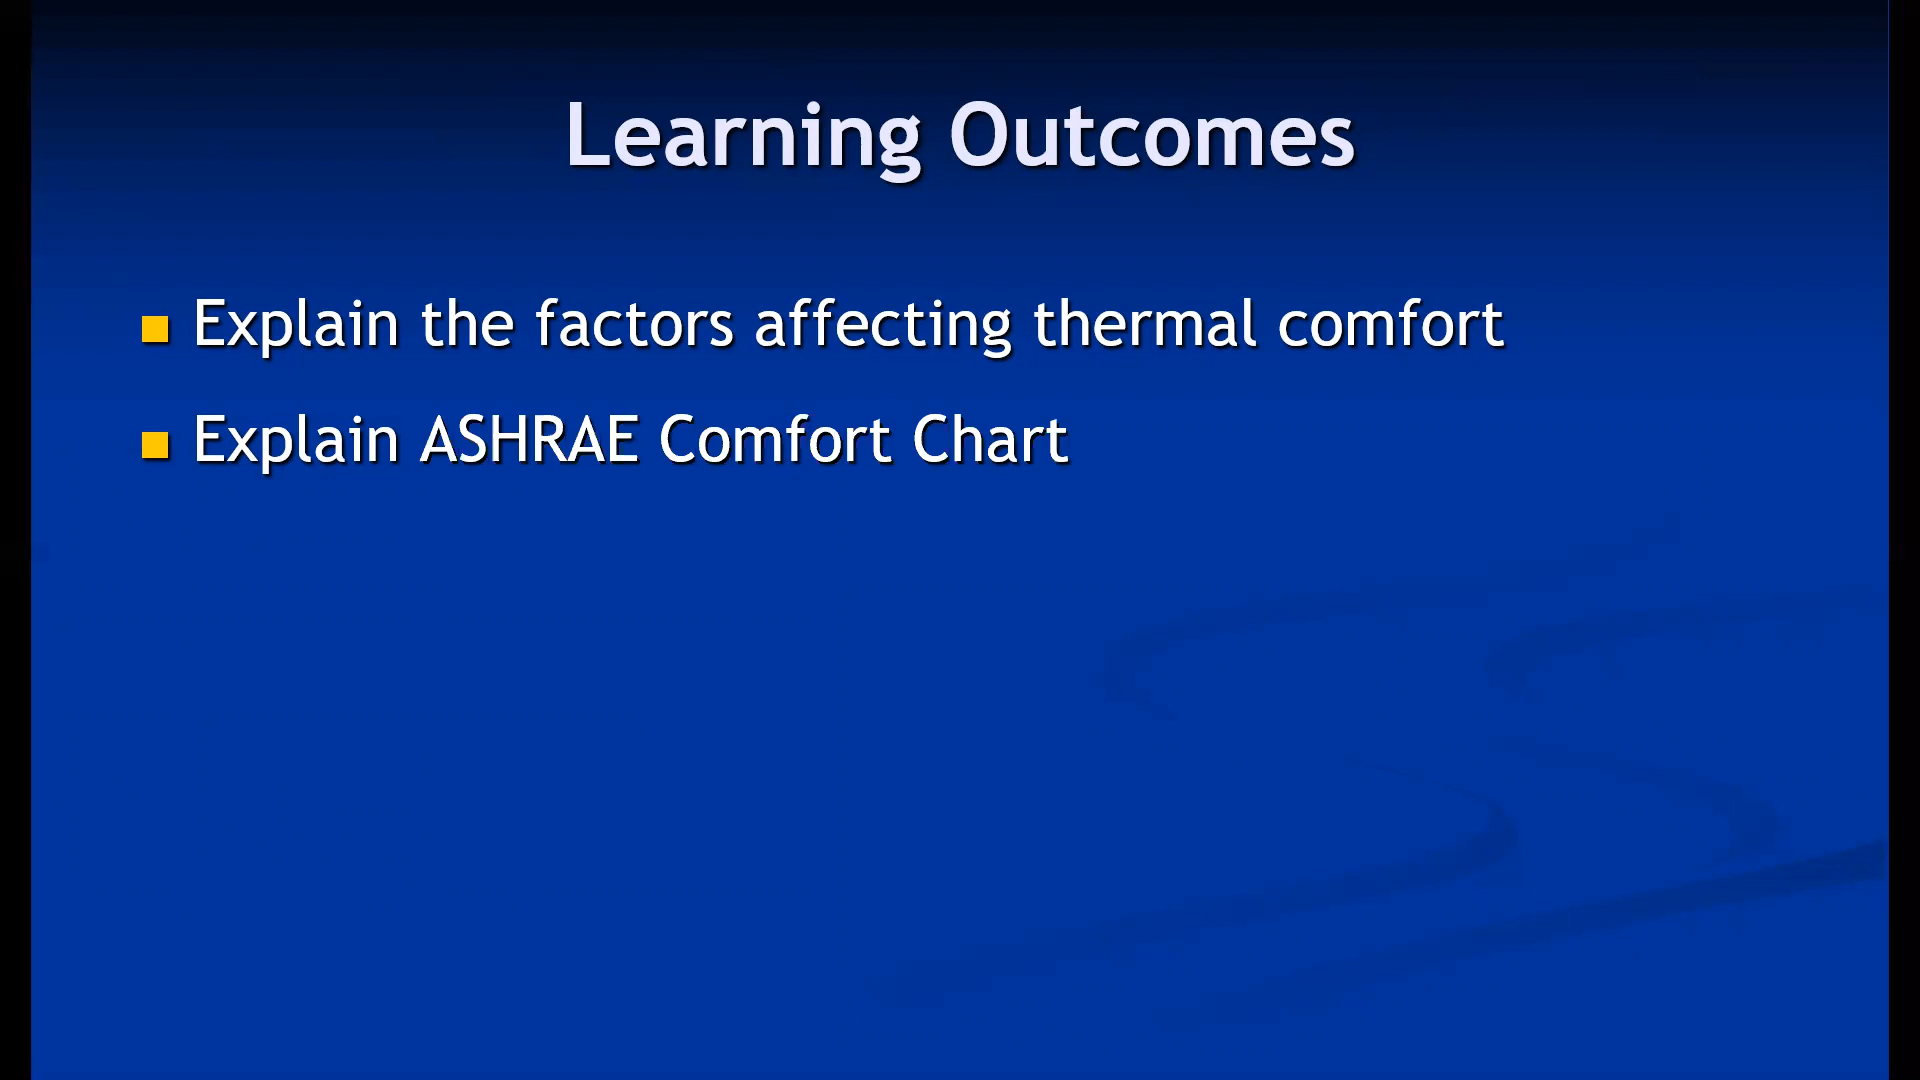 Learning Outcomes
Explain the factors affecting thermal comfort
Explain ASHRAE Comfort Chart